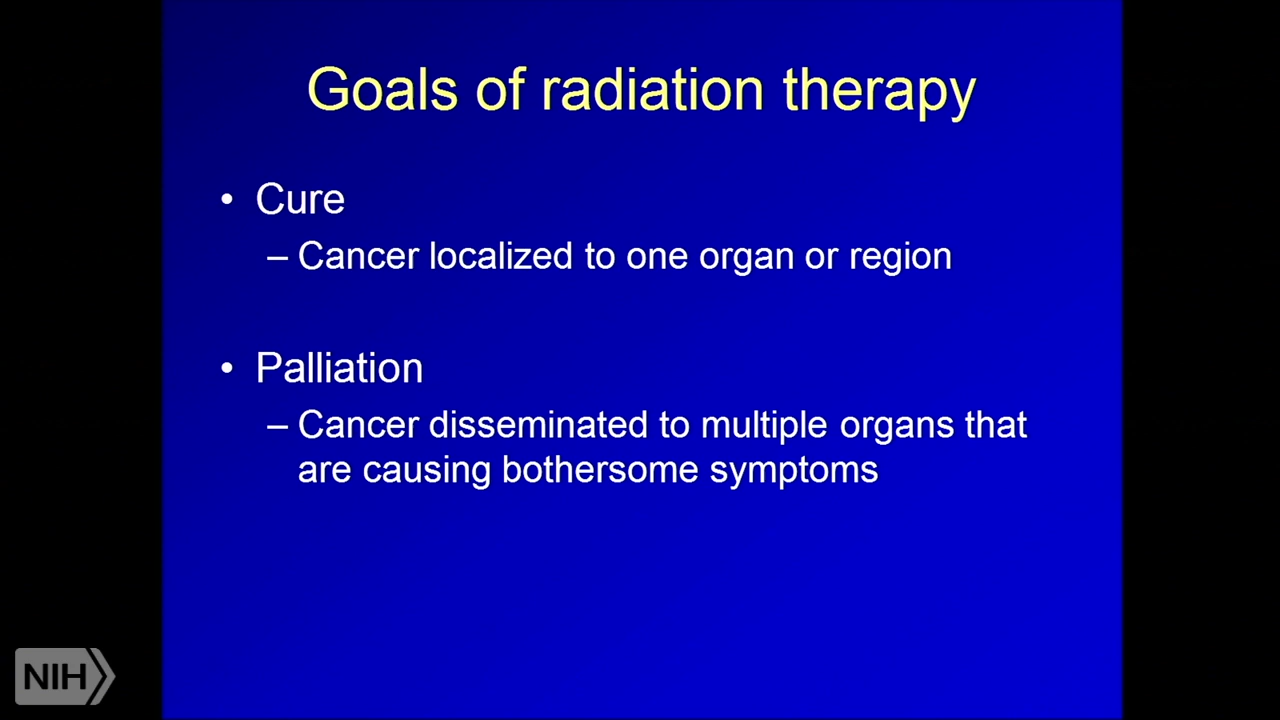 Goals of radiation therapy
• Cure
– Cancer localized to one organ or region
• Palliation
– Cancer disseminated to multiple organs that
are causing bothersome symptoms
NIH